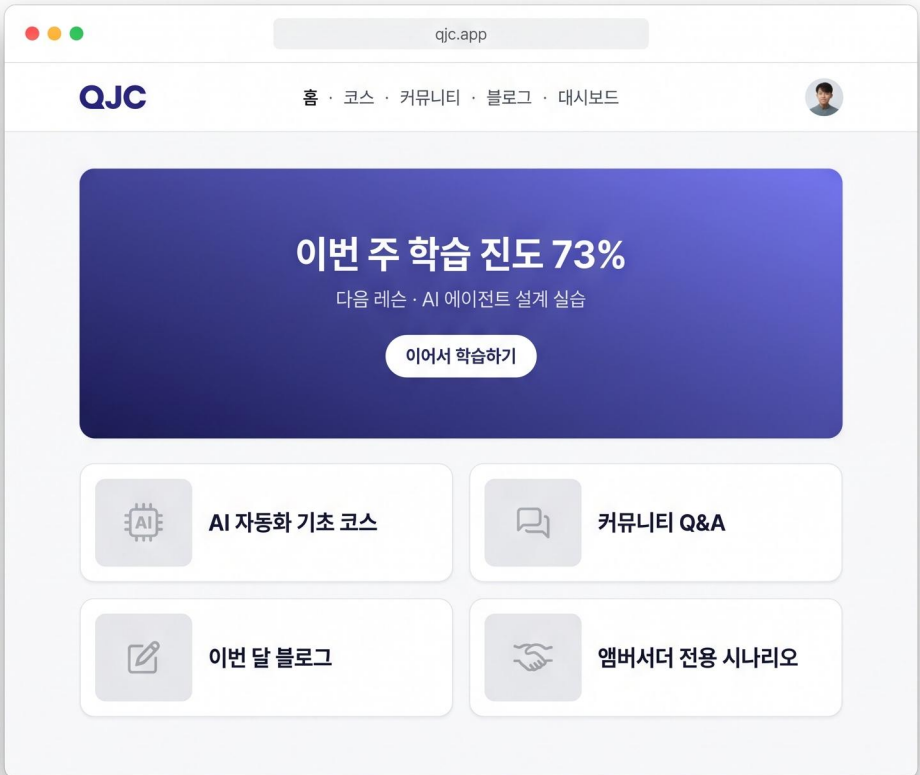 qjc.app
QJC
홈 · 코스 · 커뮤니티 · 블로그 · 대시보드
이번 주 학습 진도 73%
다음 레슨 · AI 에이전트 설계 실습
이어서 학습하기
AI
AI 자동화 기초 코스
커뮤니티 Q&A
이번 달 블로그
앰버서더 전용 시나리오